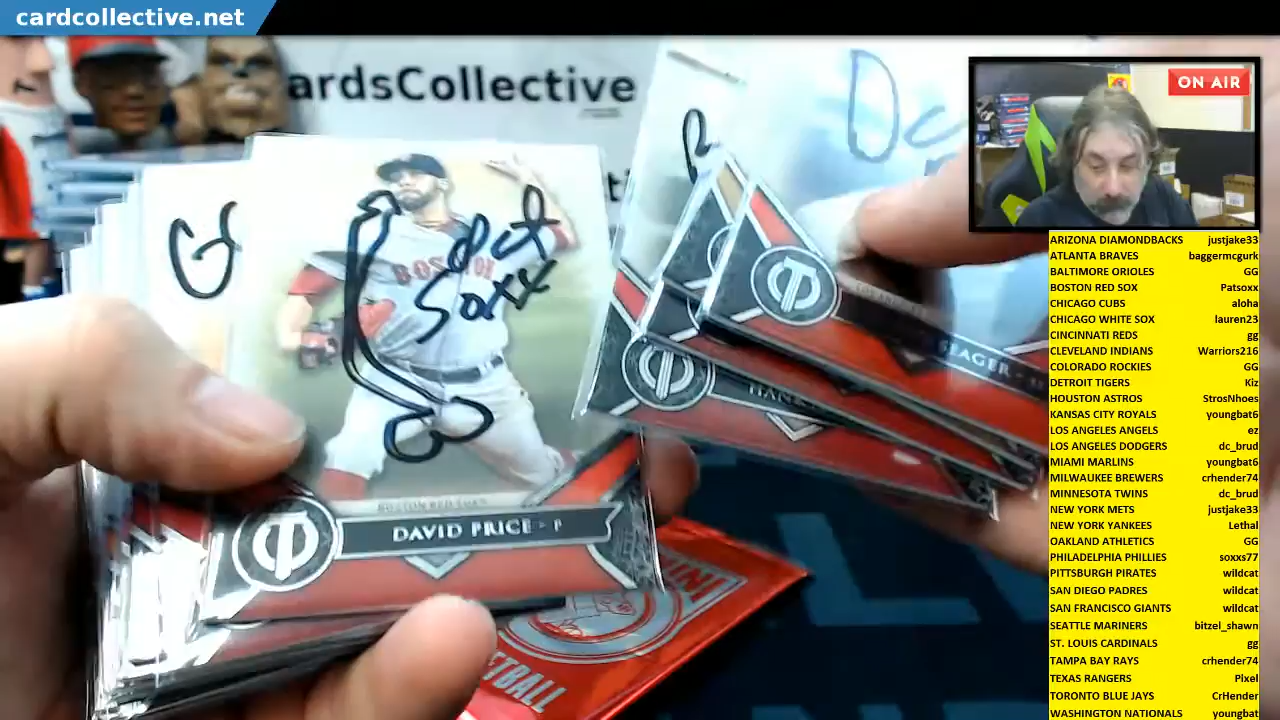 cardcollective.net
ardsCollective
ON AIR
BOSTON
BOSTON RED SOX
DAVID PRICE - P
SEAGER
HANK
ARIZONA DIAMONDBACKS justjake33
ATLANTA BRAVES baggermcgurk
BALTIMORE ORIOLES GG
BOSTON RED SOX Patsoxx
CHICAGO CUBS aloha
CHICAGO WHITE SOX lauren23
CINCINNATI REDS gg
CLEVELAND INDIANS Warriors216
COLORADO ROCKIES GG
DETROIT TIGERS Kiz
HOUSTON ASTROS StrosNhoes
KANSAS CITY ROYALS youngbat6
LOS ANGELES ANGELS ez
LOS ANGELES DODGERS dc_brud
MIAMI MARLINS youngbat6
MILWAUKEE BREWERS crhender74
MINNESOTA TWINS dc_brud
NEW YORK METS justjake33
NEW YORK YANKEES Lethal
OAKLAND ATHLETICS GG
PHILADELPHIA PHILLIES soxxs77
PITTSBURGH PIRATES wildcat
SAN DIEGO PADRES wildcat
SAN FRANCISCO GIANTS wildcat
SEATTLE MARINERS bitzel_shawn
ST. LOUIS CARDINALS gg
TAMPA BAY RAYS crhender74
TEXAS RANGERS Pixel
TORONTO BLUE JAYS CrHender
WASHINGTON NATIONALS youngbat